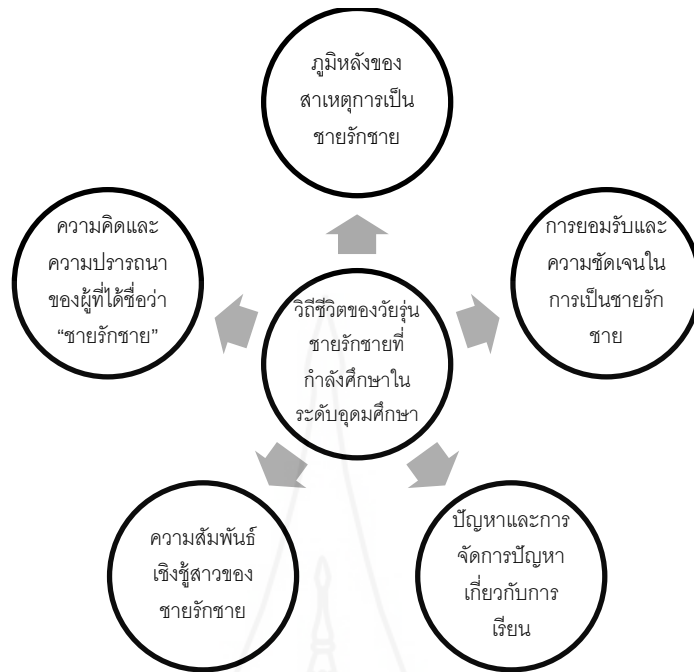 ภูมิหลังของ
สาเหตุการเป็น
ชายรักชาย
ความคิดและ
ความปรารถนา
ของผู้ที่ได้ชื่อว่า
“ชายรักชาย”
การยอมรับและ
ความชัดเจนใน
การเป็นชายรัก
ชาย
วิถีชีวิตของวัยรุ่น
ชายรักชายที่
กำลังศึกษาใน
ระดับอุดมศึกษา
ความสัมพันธ์
เชิงชู้สาวของ
ชายรักชาย
ปัญหาและการ
จัดการปัญหา
เกี่ยวกับการ
เรียน